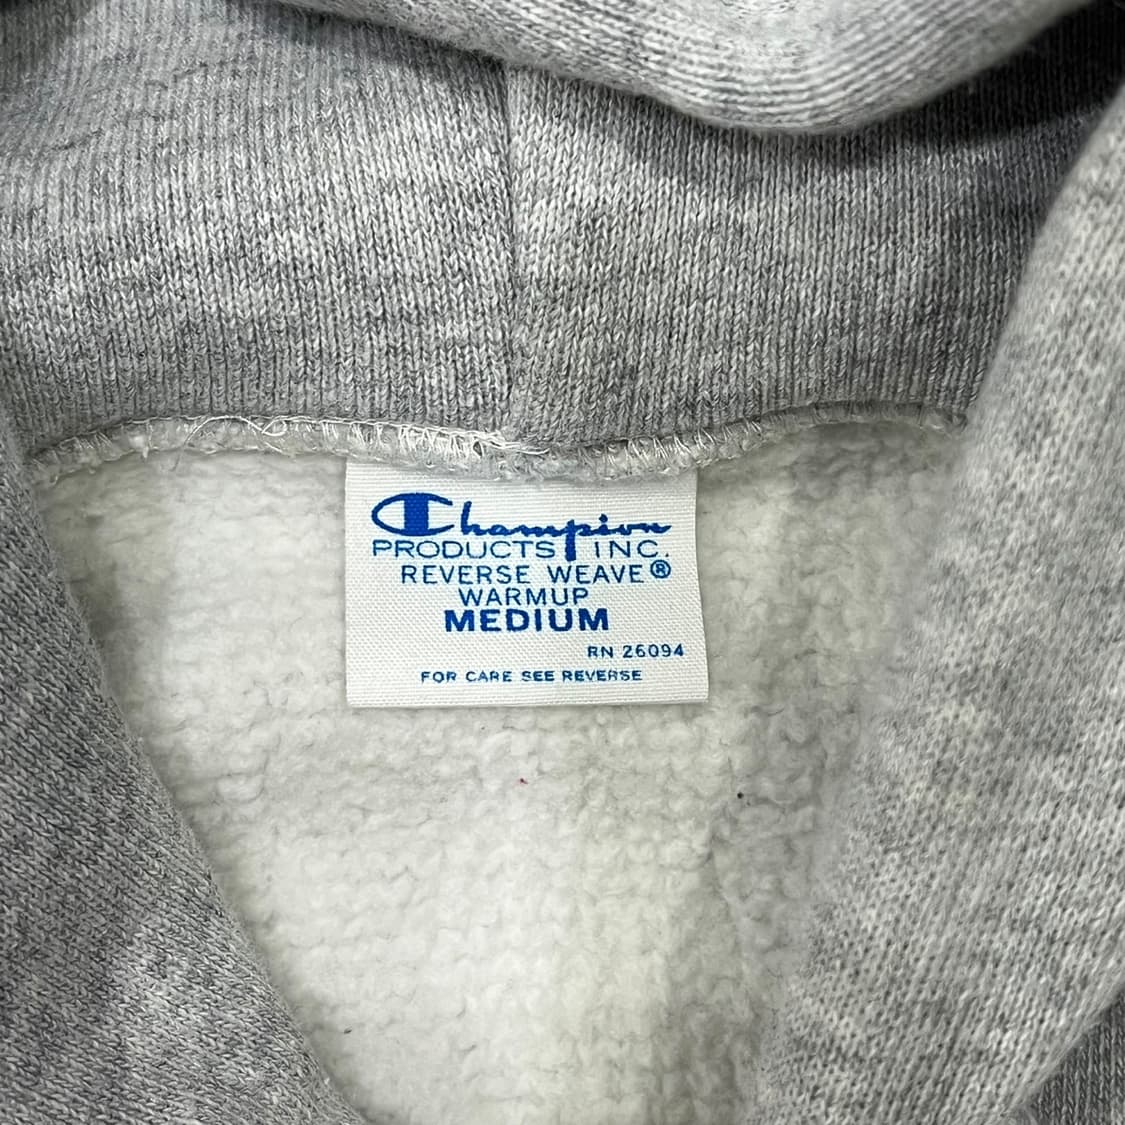 Champion
PRODUCTS INC.
REVERSE WEAVE®
WARMUP
MEDIUM
RN 26094
FOR CARE SEE REVERSE